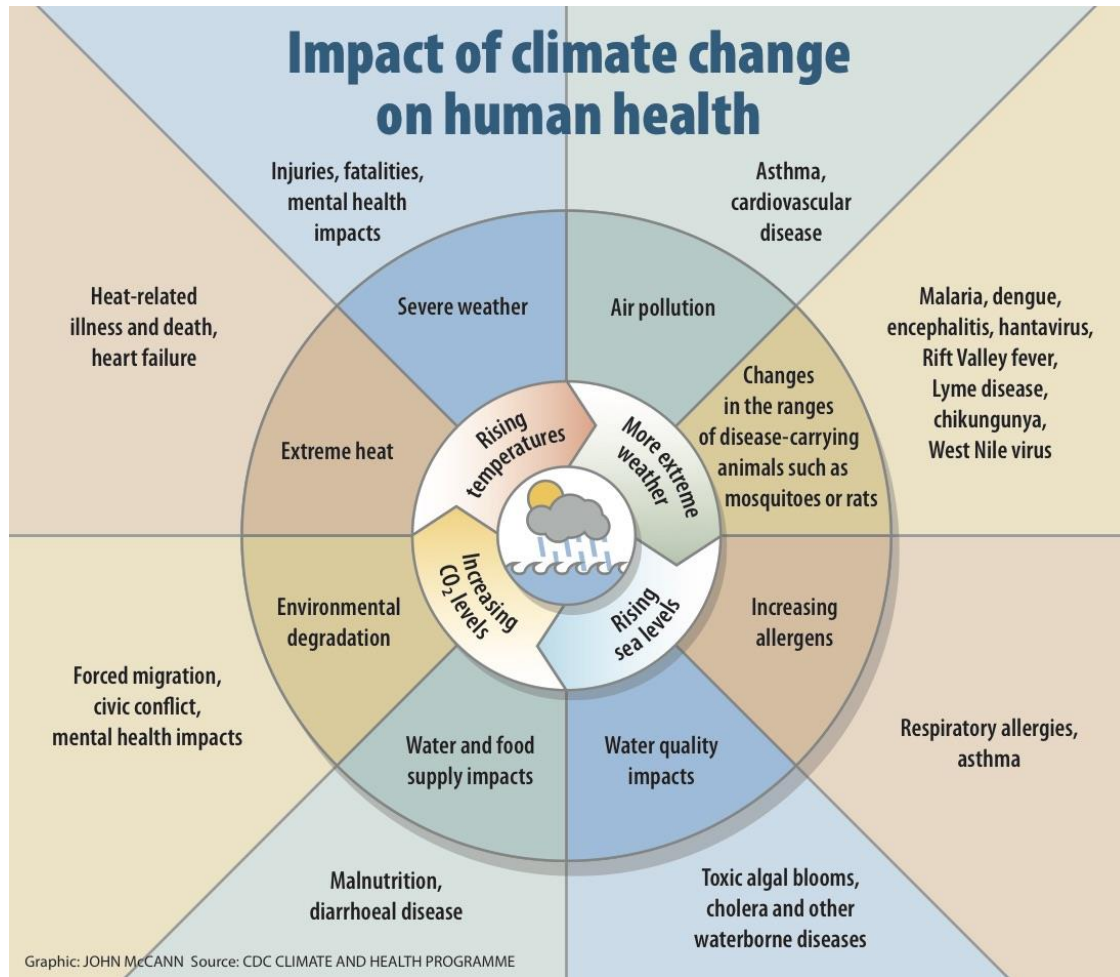 Impact of climate change
on human health
Injuries, fatalities,
mental health
impacts
Asthma,
cardiovascular
disease
Heat-related
illness and death,
heart failure
Malaria, dengue,
encephalitis, hantavirus,
Rift Valley fever,
Lyme disease,
chikungunya,
West Nile virus
Severe weather
Air pollution
Extreme heat
Changes
in the ranges
of disease-carrying
animals such as
mosquitoes or rats
Rising
temperatures
More extreme
weather
Increasing
CO₂ levels
Rising
sea levels
Environmental
degradation
Increasing
allergens
Water and food
supply impacts
Water quality
impacts
Forced migration,
civic conflict,
mental health impacts
Respiratory allergies,
asthma
Malnutrition,
diarrhoeal disease
Toxic algal blooms,
cholera and other
waterborne diseases
Graphic: JOHN McCANN Source: CDC CLIMATE AND HEALTH PROGRAMME